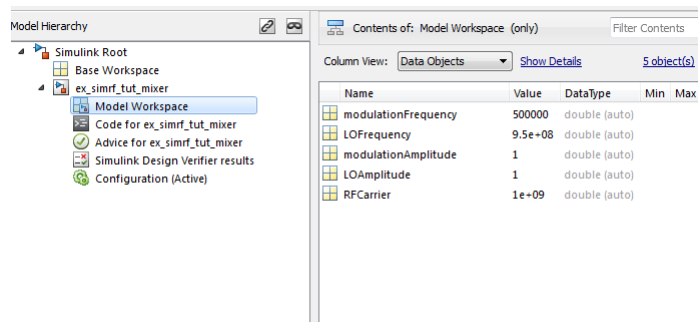 Model Hierarchy
Simulink Root
Base Workspace
ex_simrf_tut_mixer
Model Workspace
Code for ex_simrf_tut_mixer
Advice for ex_simrf_tut_mixer
Simulink Design Verifier results
Configuration (Active)
Contents of: Model Workspace (only) Filter Contents
Column View: Data Objects Show Details 5 object(s)
Name Value DataType Min Max
modulationFrequency 500000 double (auto)
LOFrequency 9.5e+08 double (auto)
modulationAmplitude 1 double (auto)
LOAmplitude 1 double (auto)
RFCarrier 1e+09 double (auto)